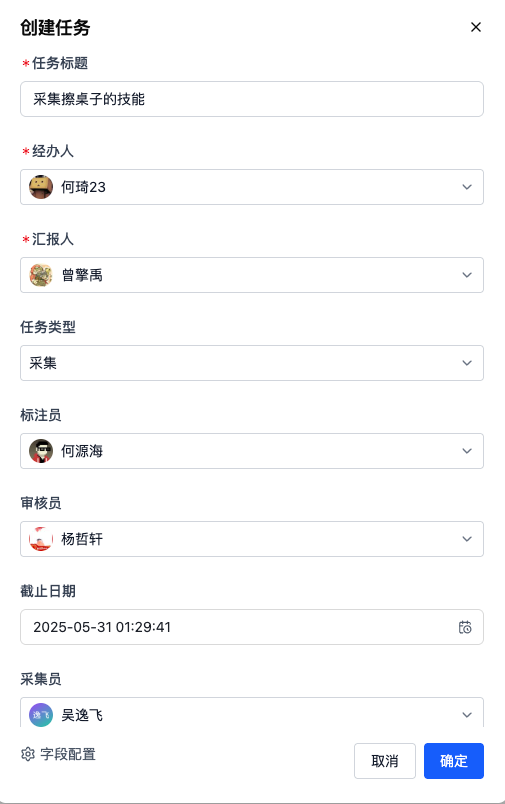 创建任务
*任务标题
采集擦桌子的技能
*经办人
何琦23
*汇报人
曾擎禹
任务类型
采集
标注员
何源海
审核员
杨哲轩
截止日期
2025-05-31 01:29:41
采集员
逸飞 吴逸飞
字段配置
取消
确定